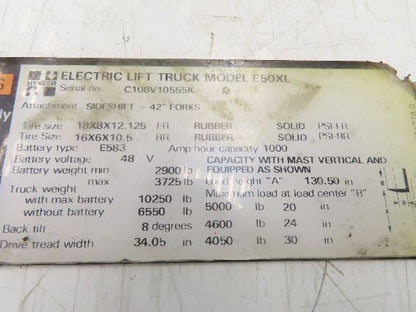 ELECTRIC LIFT TRUCK MODEL E50XL
HYSTER Serial no. C108V10555K
Attachment SIDESHIFT + 42" FORKS
Tire size 18X8X12.125 FR RUBBER SOLID PSI-FR
Tire Size 16X6X10.5 RR RUBBER SOLID PSI-RR
Battery type E583 Amp hour capacity 1000
Battery voltage 48 V CAPACITY WITH MAST VERTICAL AND
Battery weight min 2900 lb EQUIPPED AS SHOWN
max 3725 lb Load height "A" 130.50 in
Truck weight Maximum load at load center "B"
with max battery 10250 lb 5000 lb 20 in
without battery 6550 lb
Back tilt 8 degrees 4600 lb 24 in
Drive tread width 34.05 in 4050 lb 30 in